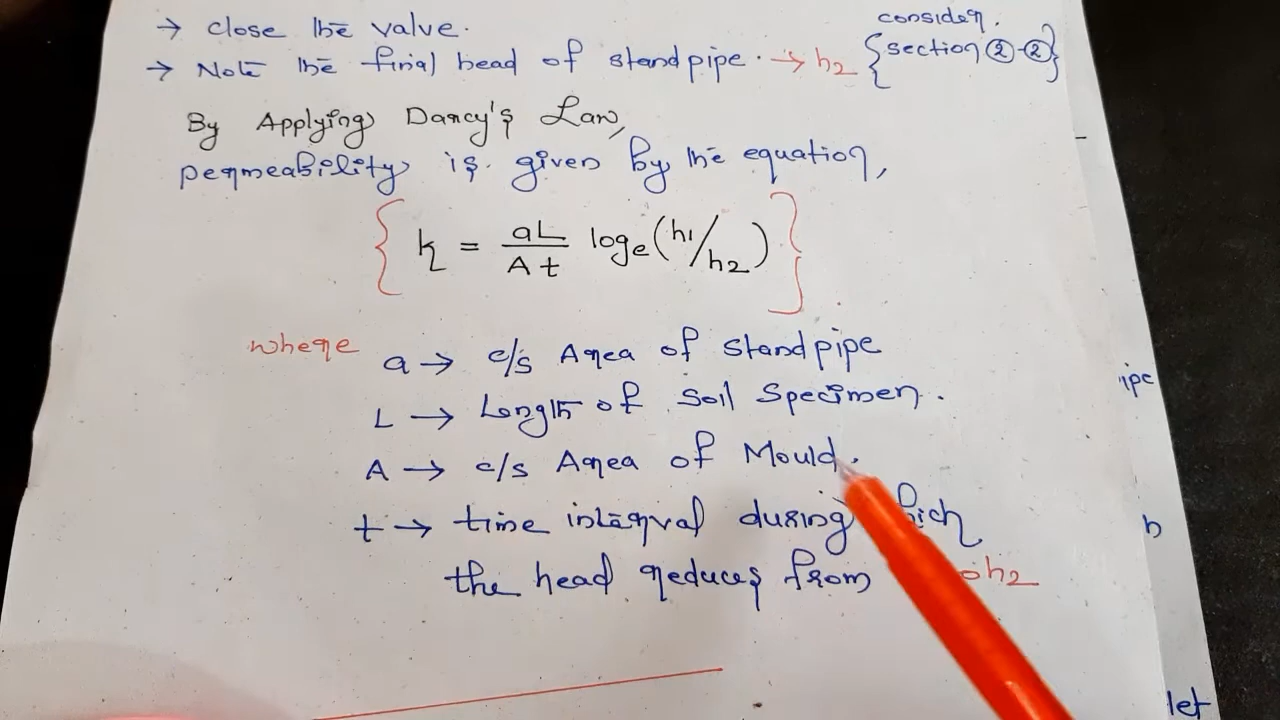 → Close the valve.
consider.
→ Note the final head of standpipe. → h2 {section ②-②}
By Applying Darcy's Law,
permeability is given by the equation,
{ k = aL/At loge(h1/h2) }
where
a → c/s Area of standpipe
L → Length of Soil Specimen.
A → c/s Area of Mould.
t → time interval during
the head reduces from h2